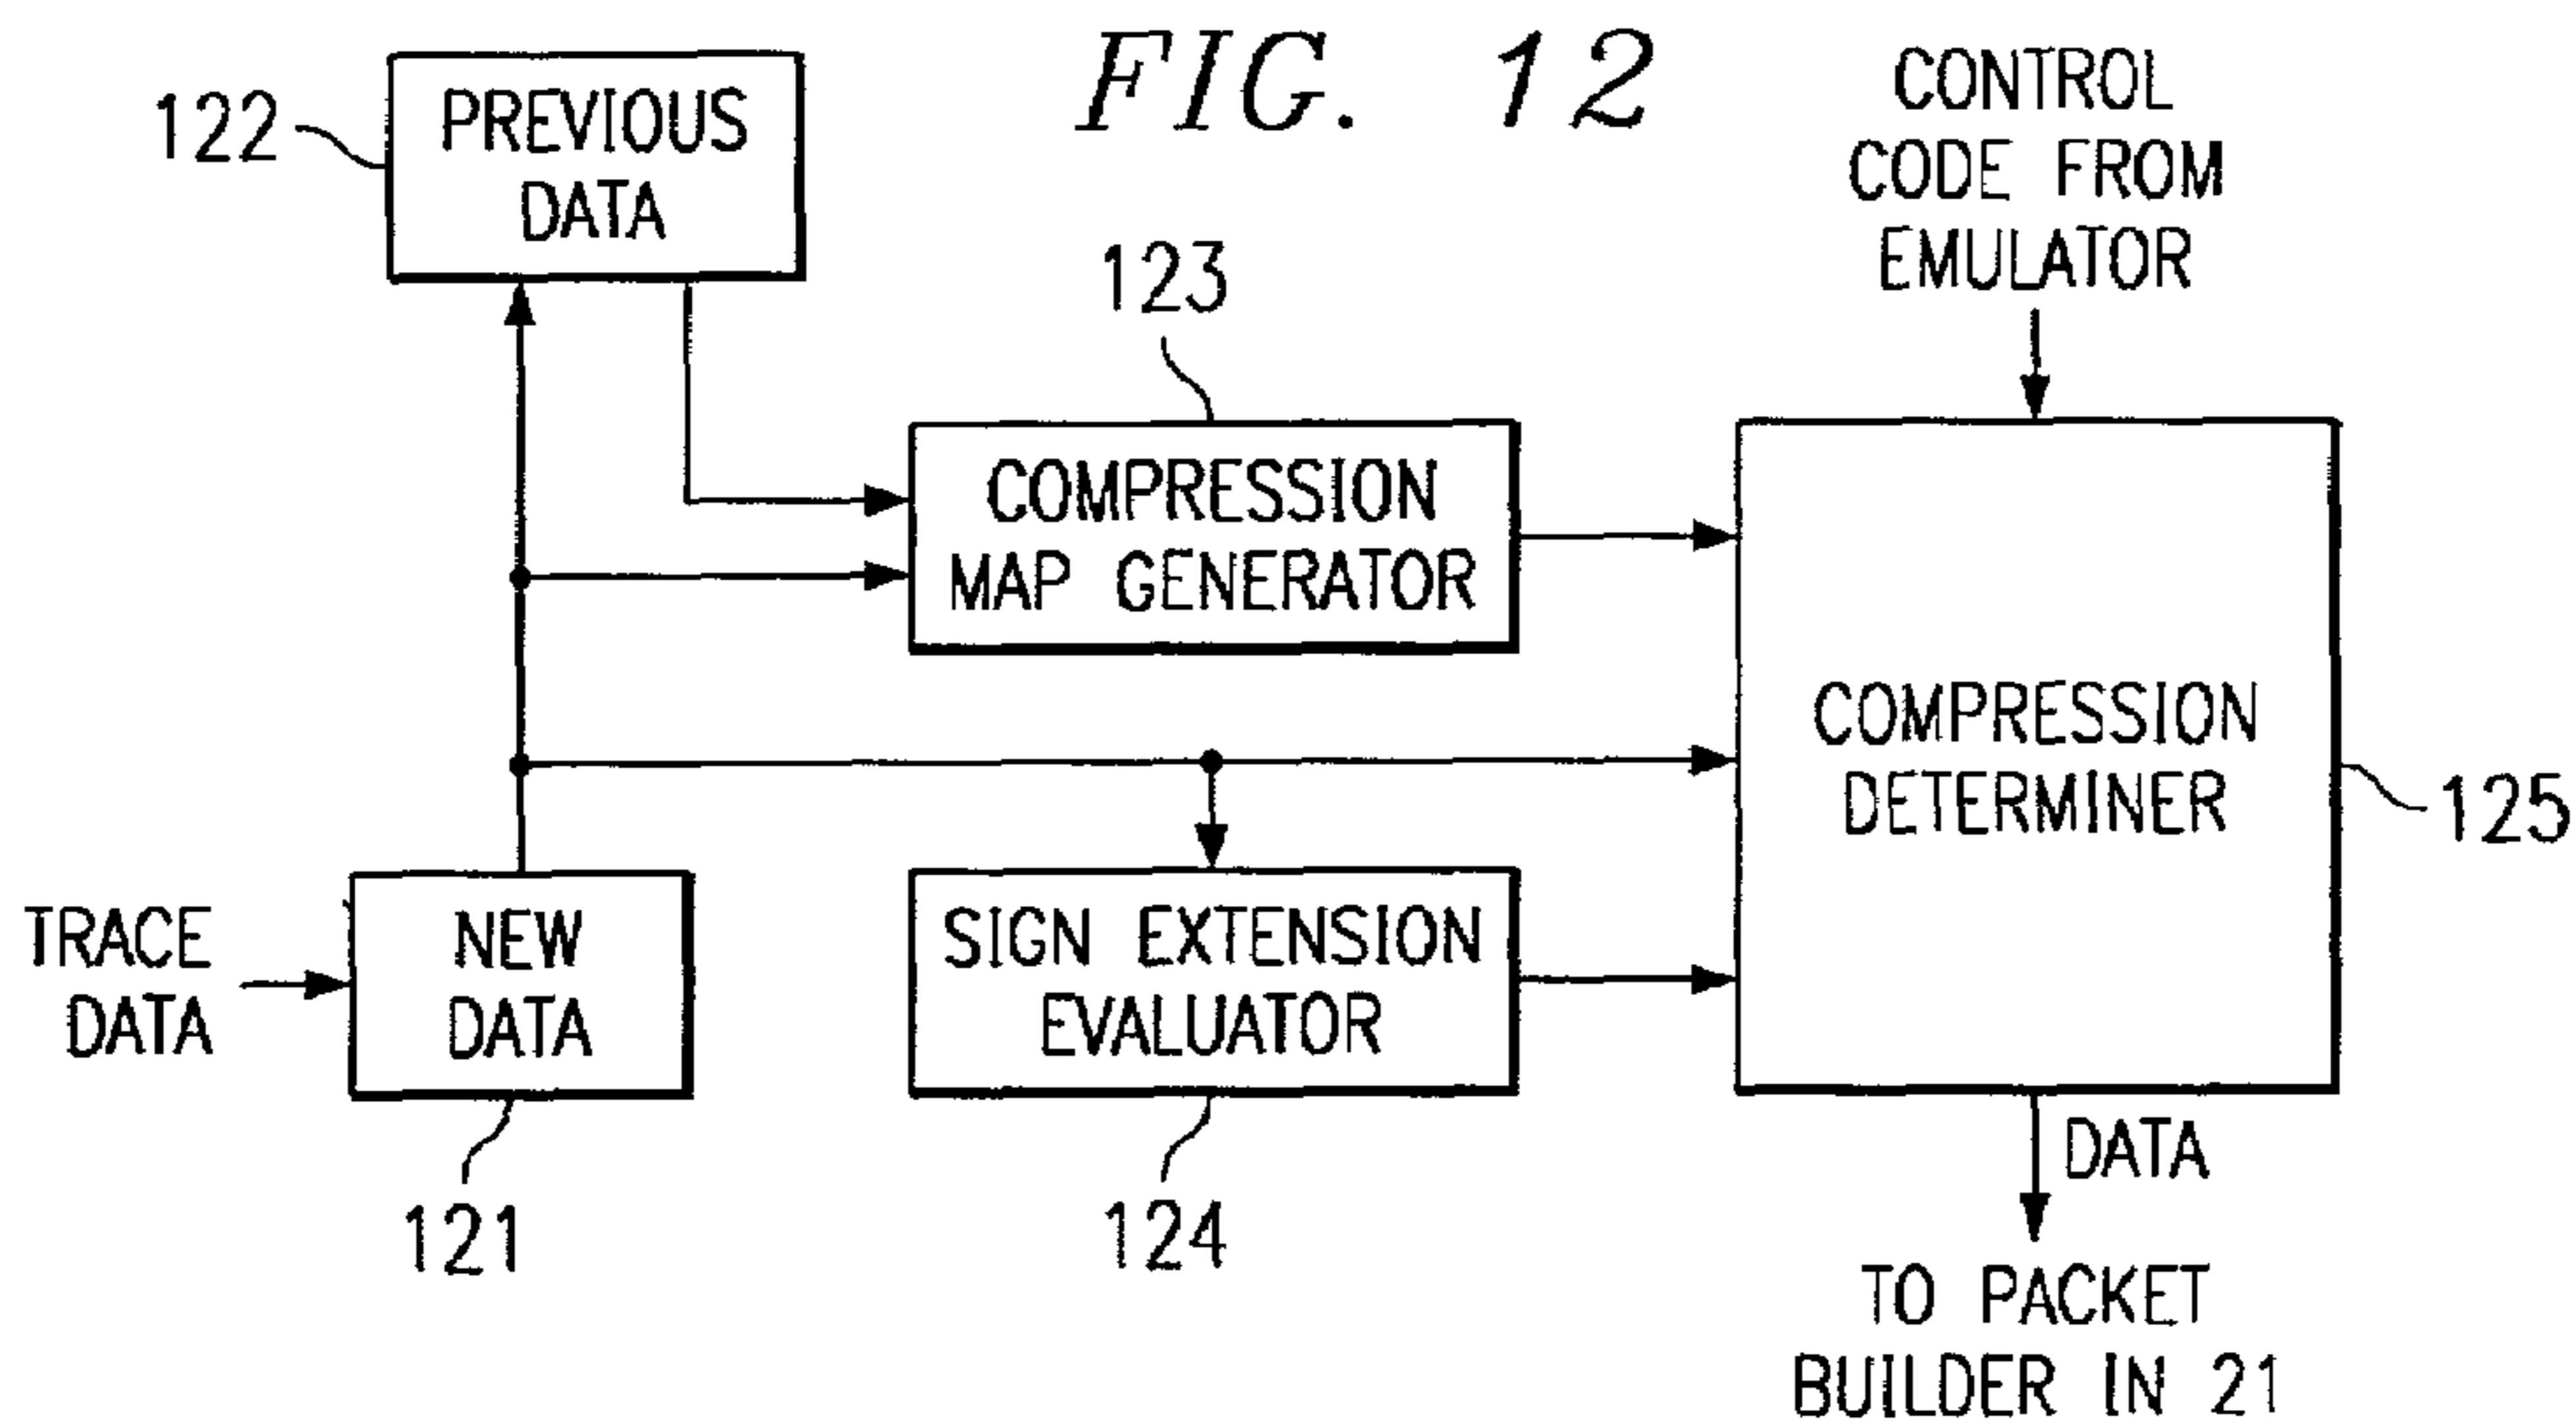 FIG. 12
122
PREVIOUS
DATA
CONTROL
CODE FROM
EMULATOR
123
COMPRESSION
MAP GENERATOR
COMPRESSION
DETERMINER
125
TRACE
DATA
NEW
DATA
121
SIGN EXTENSION
EVALUATOR
124
DATA
TO PACKET
BUILDER IN 21